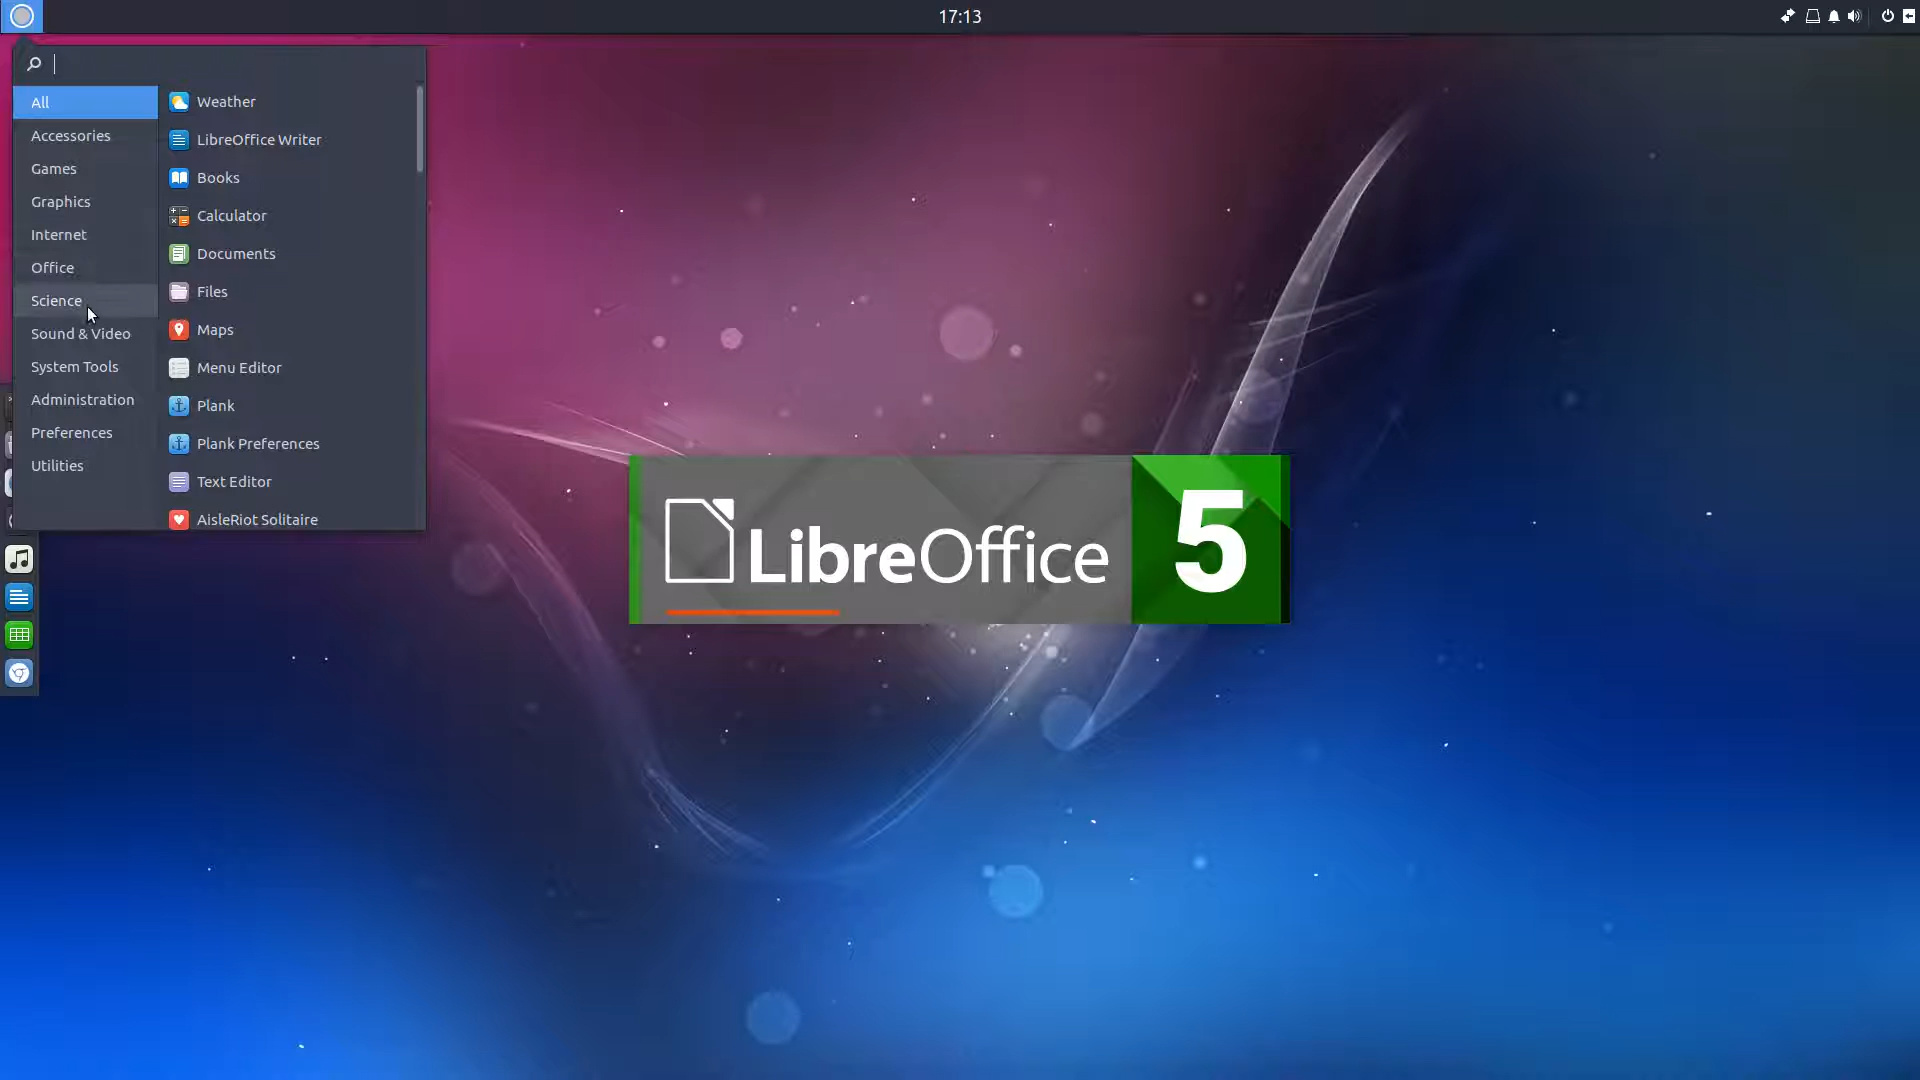 17:13
All
Accessories
Games
Graphics
Internet
Office
Science
Sound & Video
System Tools
Administration
Preferences
Utilities
Weather
LibreOffice Writer
Books
Calculator
Documents
Files
Maps
Menu Editor
Plank
Plank Preferences
Text Editor
AisleRiot Solitaire
LibreOffice 5